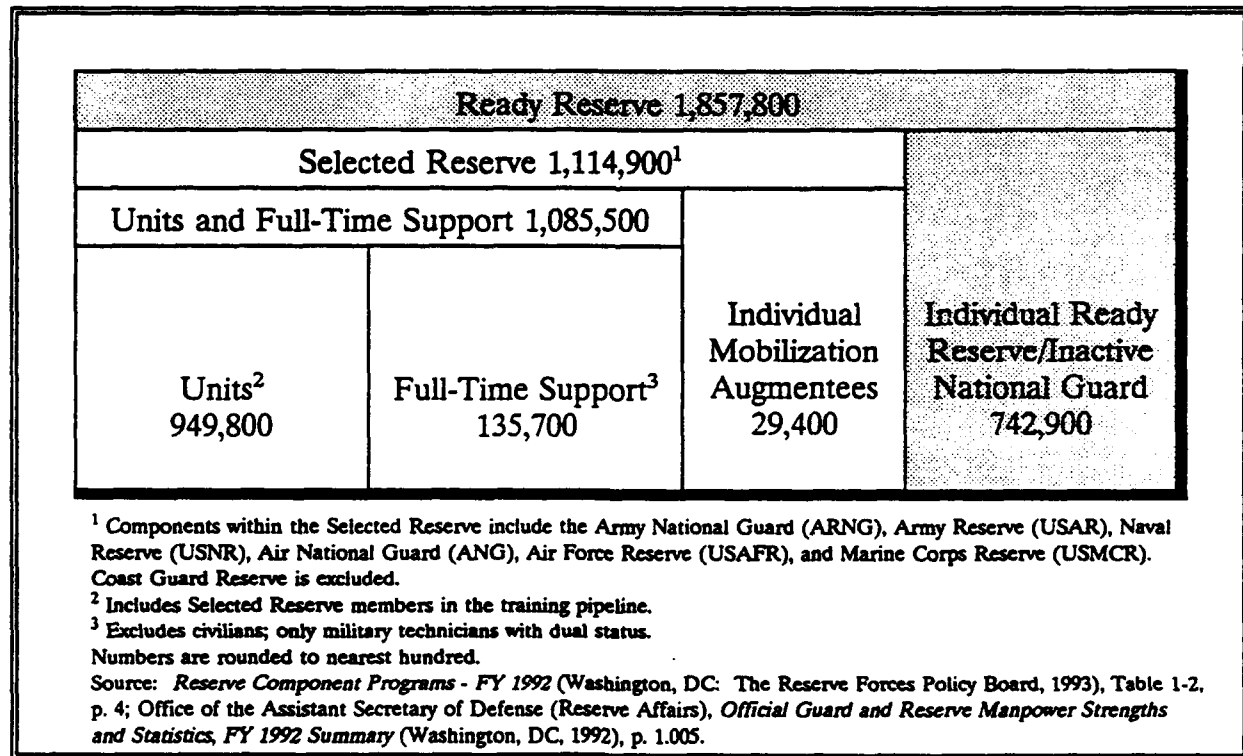 Ready Reserve 1,857,800
Selected Reserve 1,114,900¹
Units and Full-Time Support 1,085,500
Units²
949,800
Full-Time Support³
135,700
Individual
Mobilization
Augmentees
29,400
Individual Ready
Reserve/Inactive
National Guard
742,900
¹ Components within the Selected Reserve include the Army National Guard (ARNG), Army Reserve (USAR), Naval
Reserve (USNR), Air National Guard (ANG), Air Force Reserve (USAFR), and Marine Corps Reserve (USMCR).
Coast Guard Reserve is excluded.
² Includes Selected Reserve members in the training pipeline.
³ Excludes civilians; only military technicians with dual status.
Numbers are rounded to nearest hundred.
Source: Reserve Component Programs - FY 1992 (Washington, DC: The Reserve Forces Policy Board, 1993), Table 1-2,
p. 4; Office of the Assistant Secretary of Defense (Reserve Affairs), Official Guard and Reserve Manpower Strengths
and Statistics, FY 1992 Summary (Washington, DC, 1992), p. 1.005.